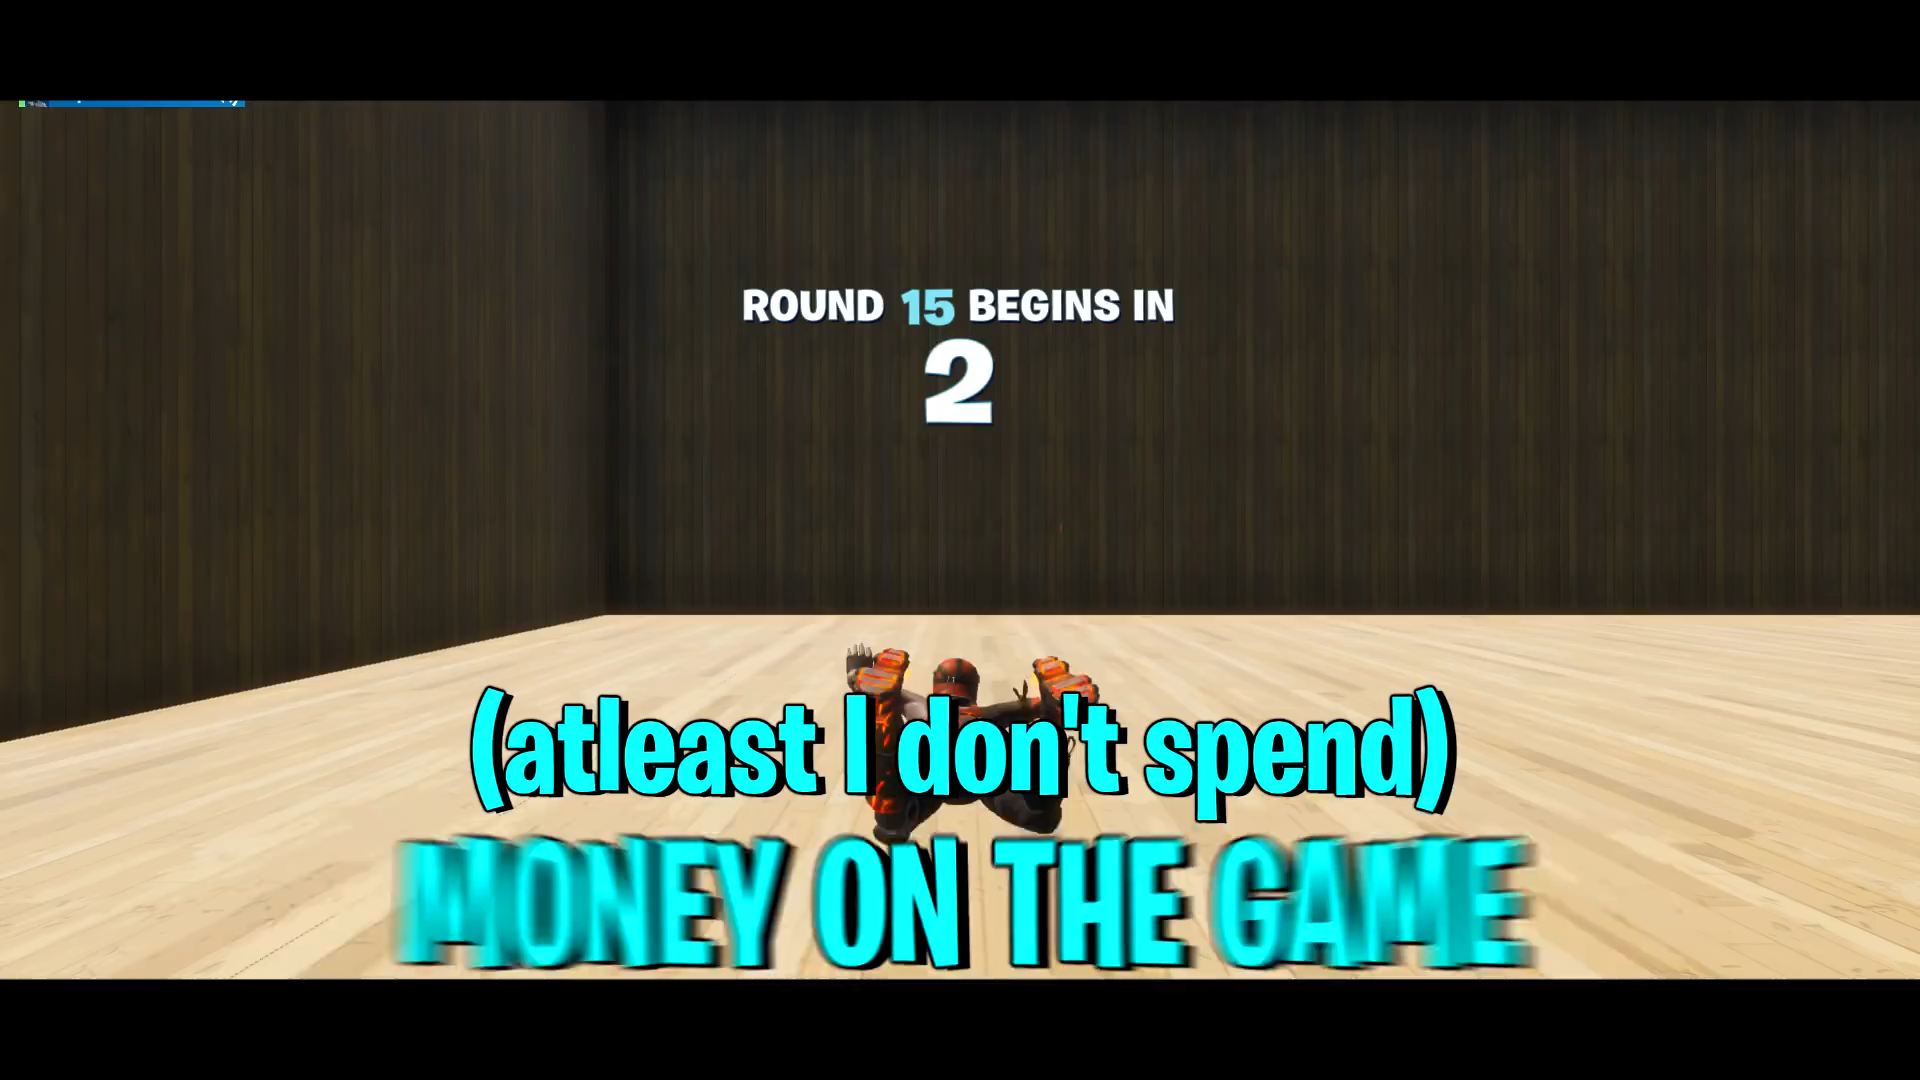 ROUND 15 BEGINS IN
2
(atleast I don't spend)
MONEY ON THE GAME